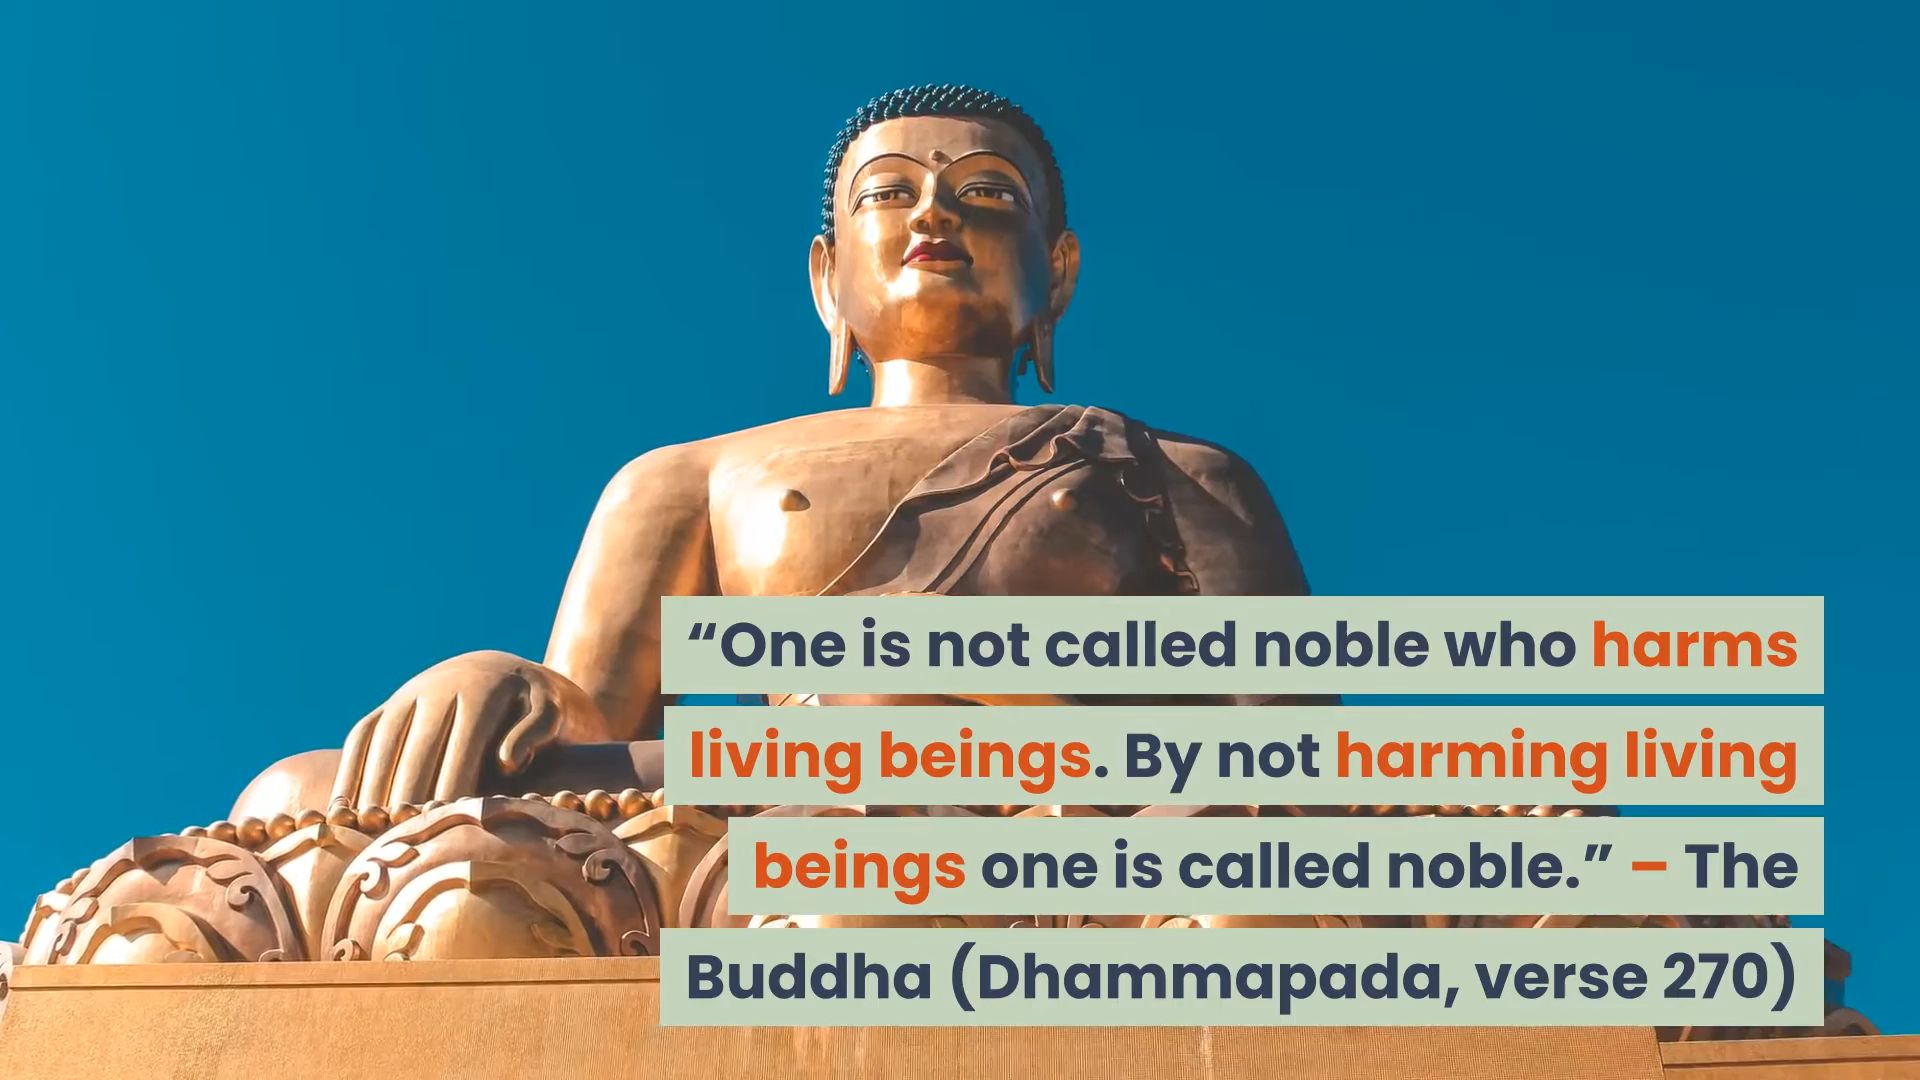 “One is not called noble who harms
living beings. By not harming living
beings one is called noble.” – The
Buddha (Dhammapada, verse 270)